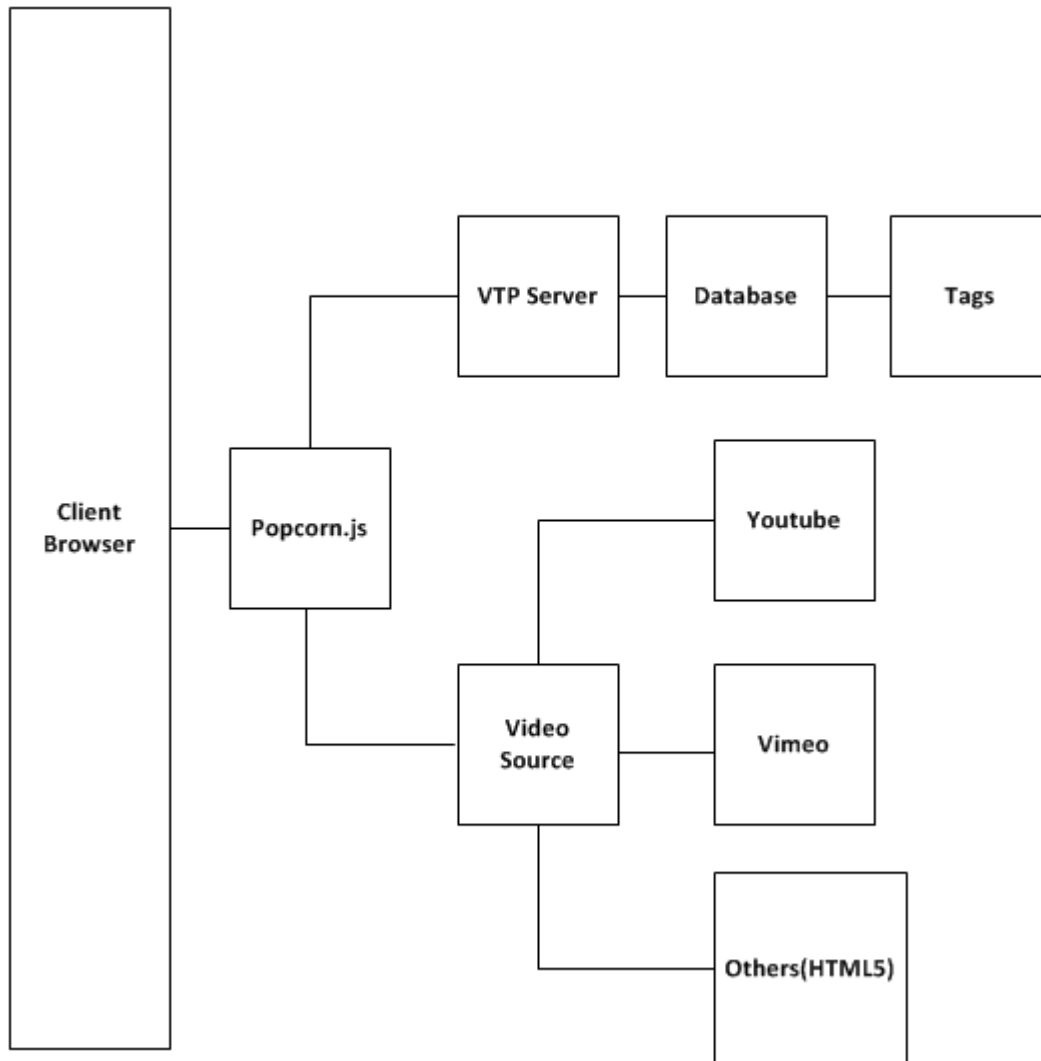 VTP Server
Database
Tags
Client
Browser
Popcorn.js
Youtube
Video
Source
Vimeo
Others(HTML5)